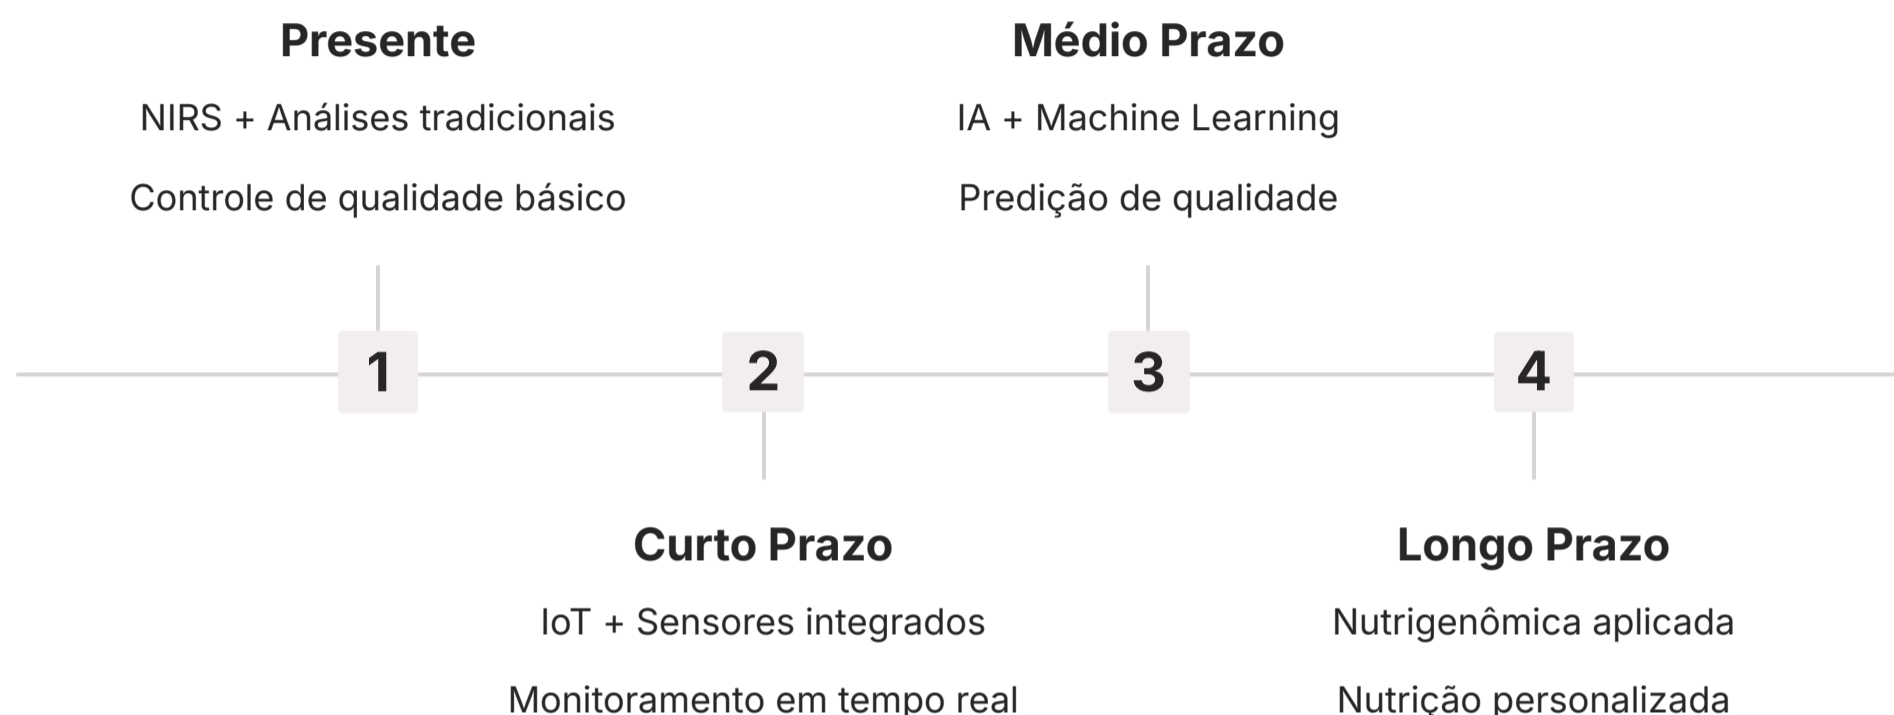 Presente
NIRS + Análises tradicionais
Controle de qualidade básico
Médio Prazo
IA + Machine Learning
Predição de qualidade
1
2
3
4
Curto Prazo
IoT + Sensores integrados
Monitoramento em tempo real
Longo Prazo
Nutrigenômica aplicada
Nutrição personalizada